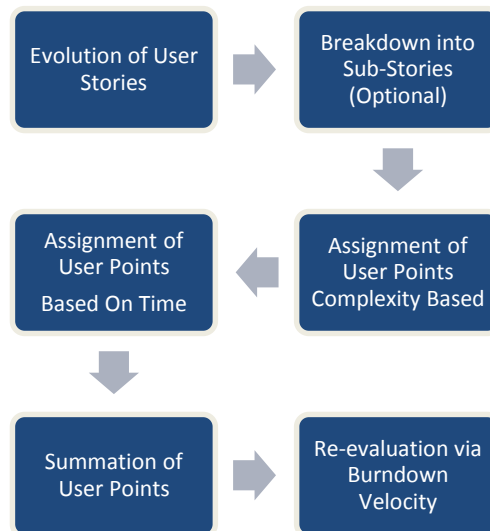 Evolution of User
Stories
Breakdown into
Sub-Stories
(Optional)
Assignment of
User Points
Complexity Based
Assignment of
User Points
Based On Time
Summation of
User Points
Re-evaluation via
Burndown
Velocity